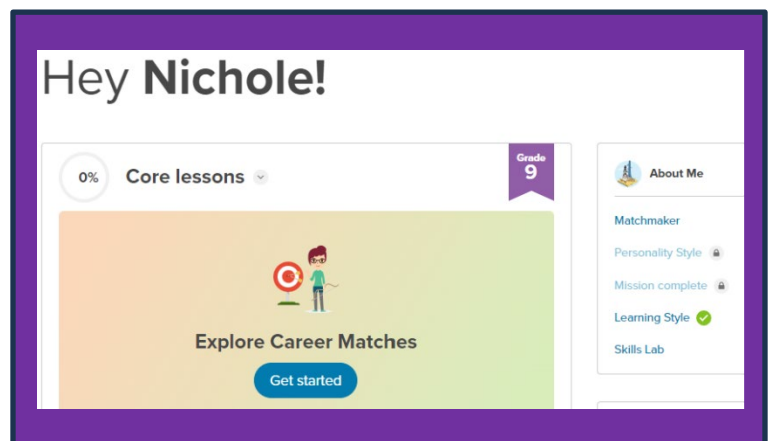 Hey Nichole!
0% Core lessons
Grade
9
Explore Career Matches
Get started
About Me
Matchmaker
Personality Style
Mission complete
Learning Style
Skills Lab